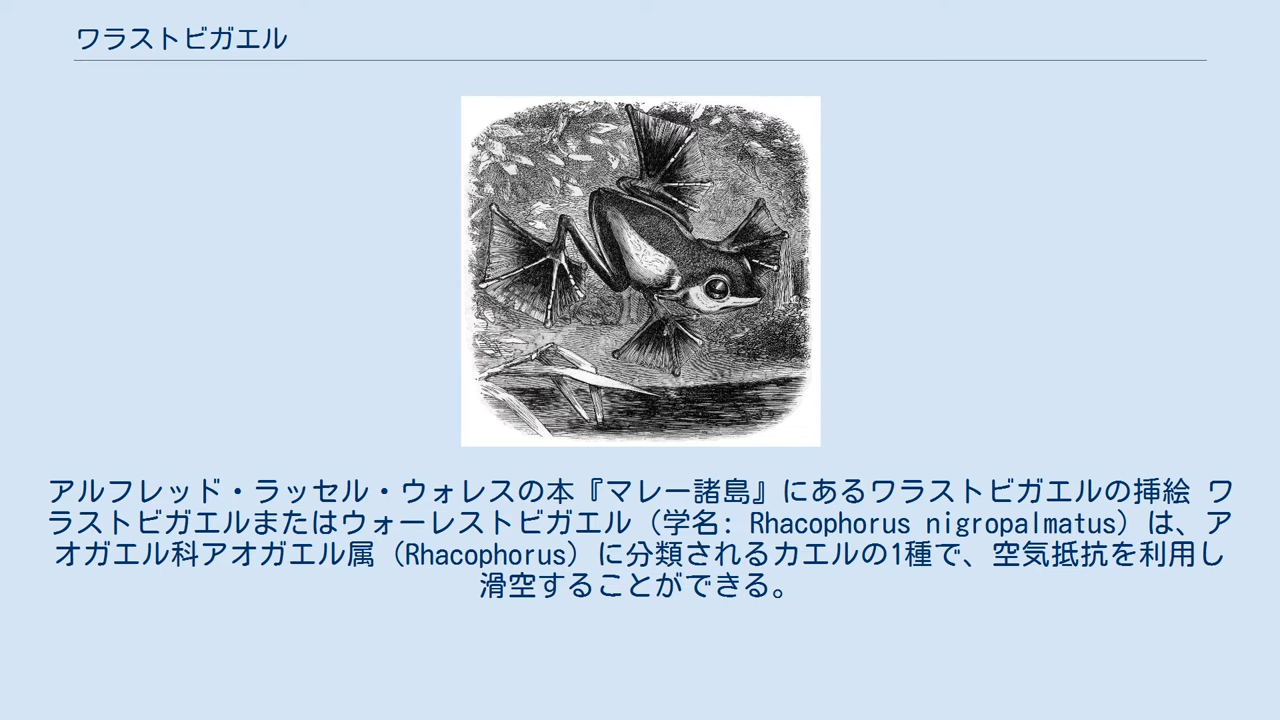 ワラストビガエル
アルフレッド・ラッセル・ウォレスの本『マレー諸島』にあるワラストビガエルの挿絵 ワ
ラストビガエルまたはウォーレストビガエル（学名: Rhacophorus nigropalmatus）は、ア
オガエル科アオガエル属（Rhacophorus）に分類されるカエルの1種で、空気抵抗を利用し
滑空することができる。